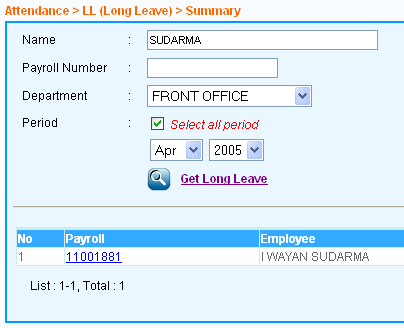 Attendance > LL (Long Leave) > Summary
Name : SUDARMA
Payroll Number :
Department : FRONT OFFICE
Period : Select all period
Apr 2005
Get Long Leave
No Payroll Employee
1 11001881 I WAYAN SUDARMA
List : 1-1, Total : 1